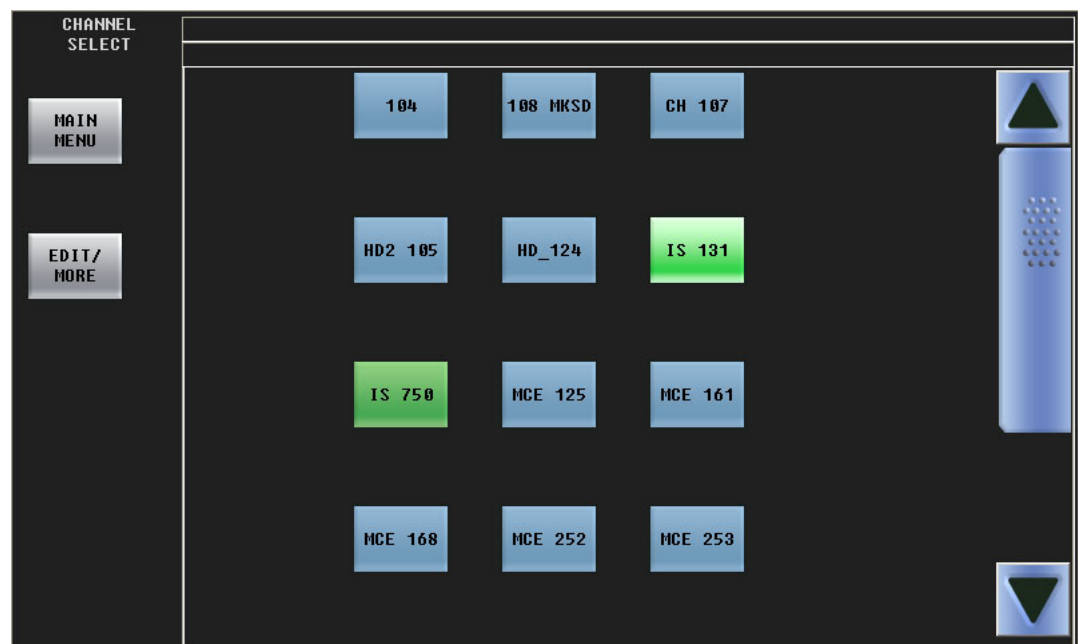 CHANNEL
SELECT
MAIN
MENU
EDIT/
MORE
104
108 MKSD
CH 107
HD2 105
HD_124
IS 131
IS 750
MCE 125
MCE 161
MCE 168
MCE 252
MCE 253